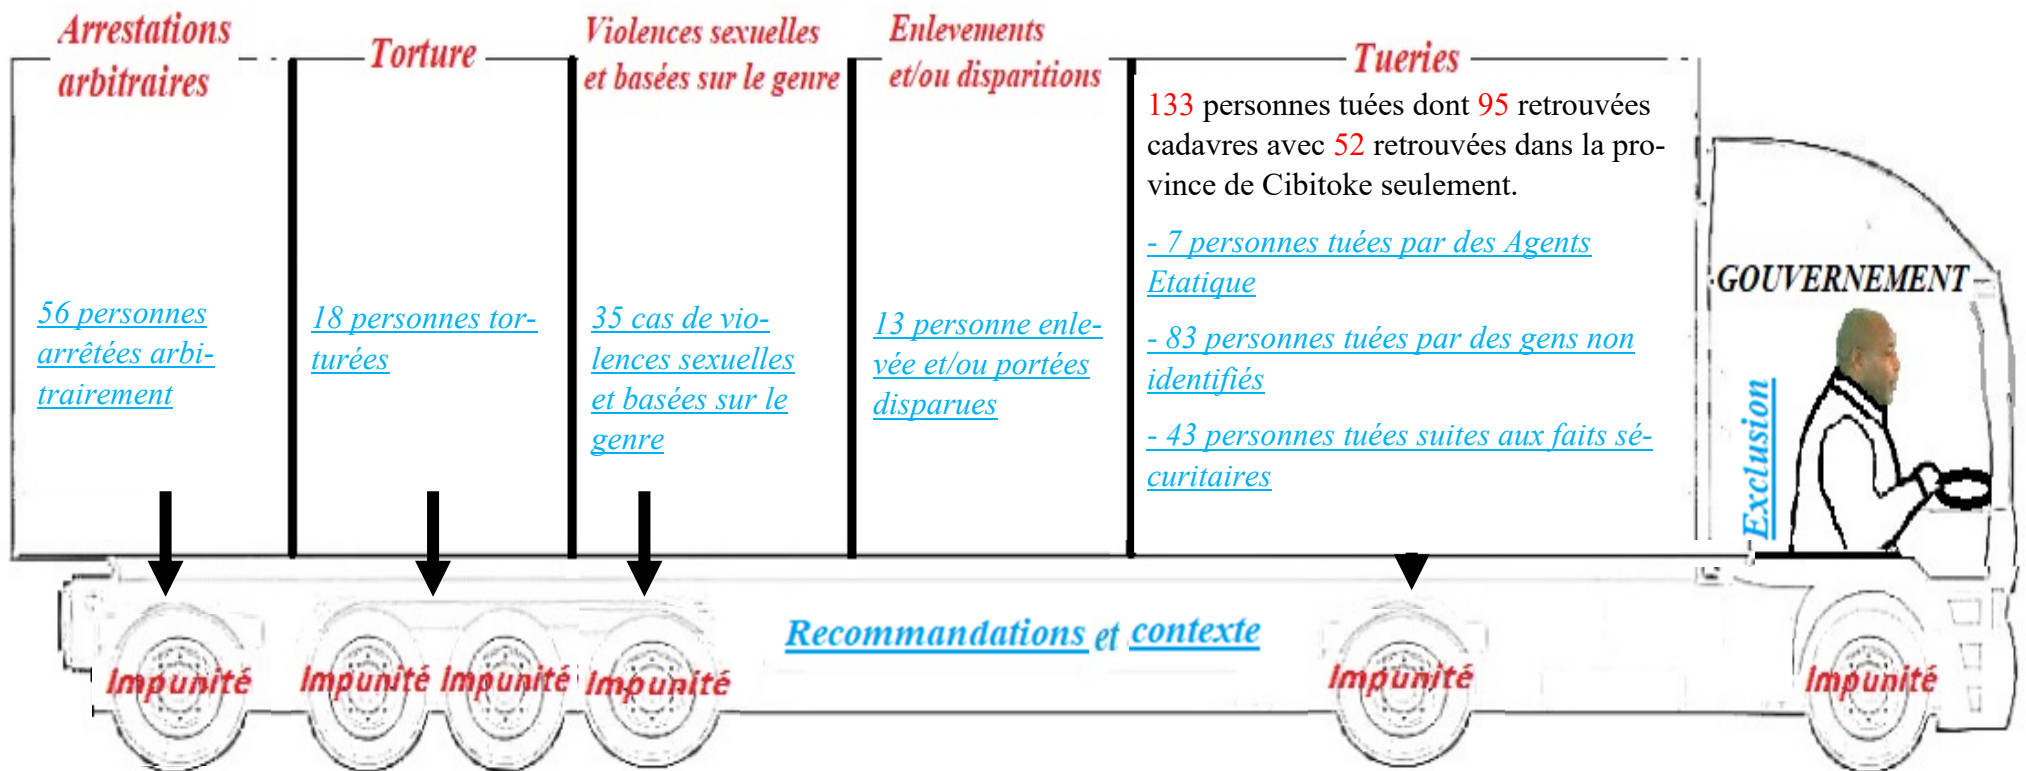 Arrestations
arbitraires
56 personnes
arrêtées arbi-
trairement
Torture
18 personnes tor-
turées
Violences sexuelles
et basées sur le genre
35 cas de vio-
lences sexuelles
et basées sur le
genre
Enlevements
et/ou disparitions
13 personne enle-
vée et/ou portées
disparues
Tueries
133 personnes tuées dont 95 retrouvées
cadavres avec 52 retrouvées dans la pro-
vince de Cibitoke seulement.
- 7 personnes tuées par des Agents
Etatique
- 83 personnes tuées par des gens non
identifiés
- 43 personnes tuées suites aux faits sé-
curitaires
GOUVERNEMENT
Exclusion
Recommandations et contexte
Impunité
Impunité
Impunité
Impunité
Impunité
Impunité